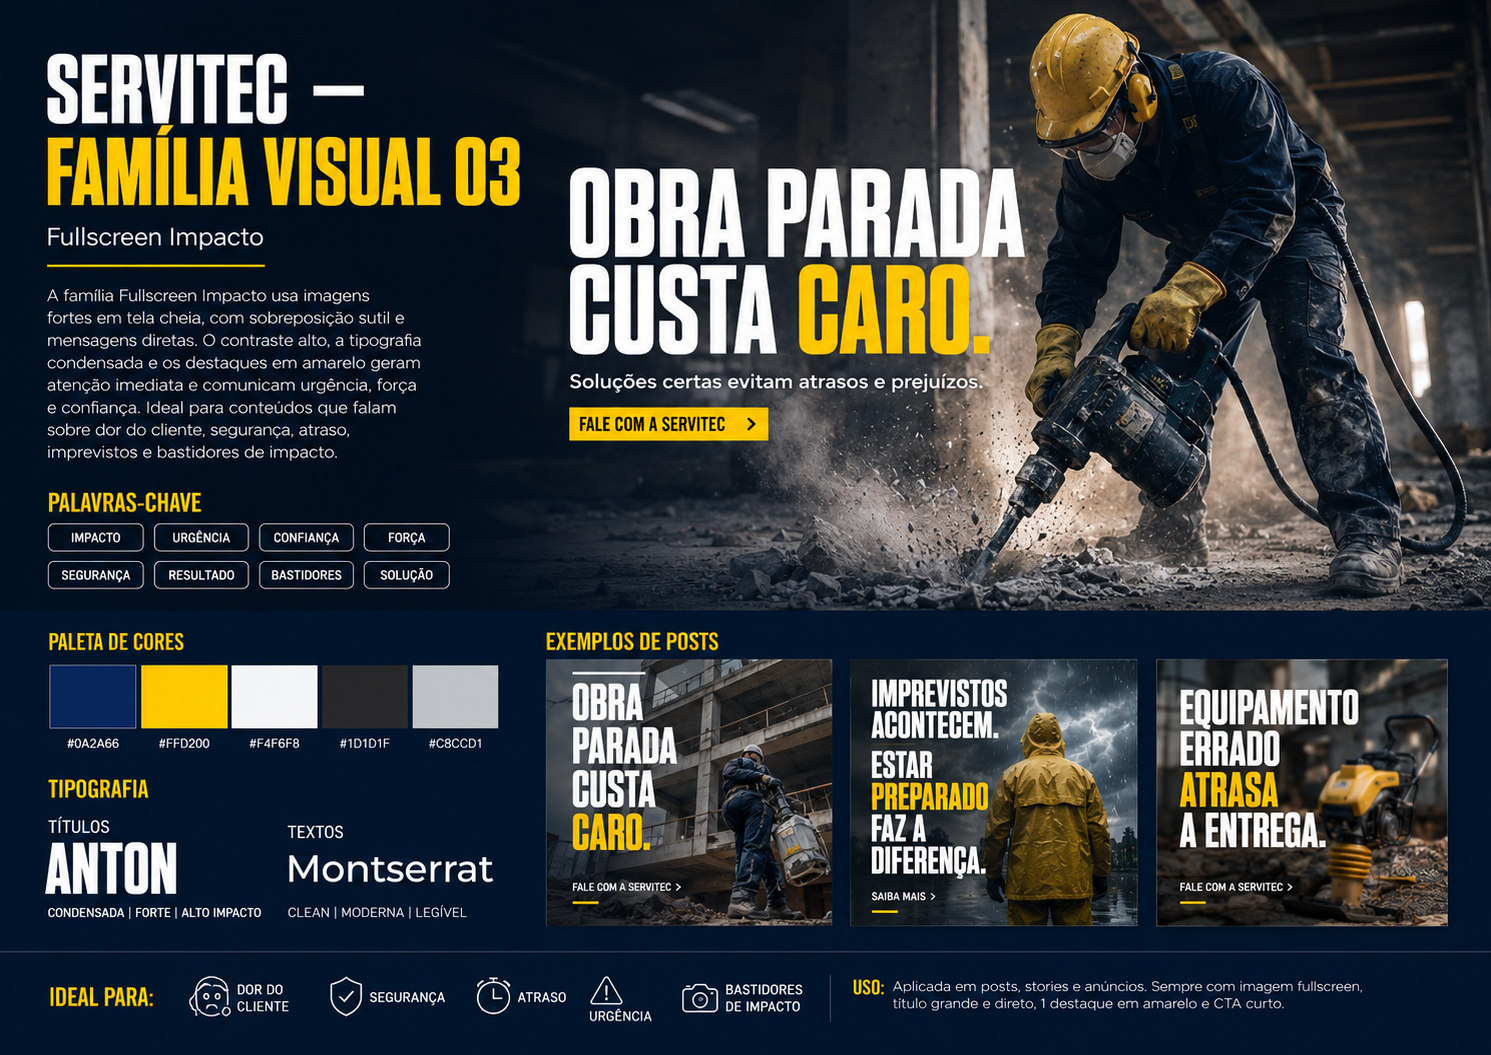 SERVITEC —
FAMÍLIA VISUAL 03
Fullscreen Impacto
A família Fullscreen Impacto usa imagens
fortes em tela cheia, com sobreposição sutil e
mensagens diretas. O contraste alto, a tipografia
condensada e os destaques em amarelo geram
atenção imediata e comunicam urgência, força
e confiança. Ideal para conteúdos que falam
sobre dor do cliente, segurança, atraso,
imprevistos e bastidores de impacto.
PALAVRAS-CHAVE
IMPACTO URGÊNCIA CONFIANÇA FORÇA
SEGURANÇA RESULTADO BASTIDORES SOLUÇÃO
OBRA PARADA
CUSTA CARO.
Soluções certas evitam atrasos e prejuízos.
FALE COM A SERVITEC >
PALETA DE CORES
#0A2A66 #FFD200 #F4F6F8 #1D1D1F #C8CCD1
TIPOGRAFIA
TÍTULOS
ANTON
CONDENSADA | FORTE | ALTO IMPACTO
TEXTOS
Montserrat
CLEAN | MODERNA | LEGÍVEL
EXEMPLOS DE POSTS
OBRA
PARADA
CUSTA
CARO.
FALE COM A SERVITEC >
IMPREVISTOS
ACONTECEM.
ESTAR
PREPARADO
FAZ A
DIFERENÇA.
SAIBA MAIS >
EQUIPAMENTO
ERRADO
ATRASA
A ENTREGA.
FALE COM A SERVITEC >
IDEAL PARA:
DOR DO
CLIENTE
SEGURANÇA
ATRASO
URGÊNCIA
BASTIDORES
DE IMPACTO
USO: Aplicada em posts, stories e anúncios. Sempre com imagem fullscreen,
título grande e direto, 1 destaque em amarelo e CTA curto.